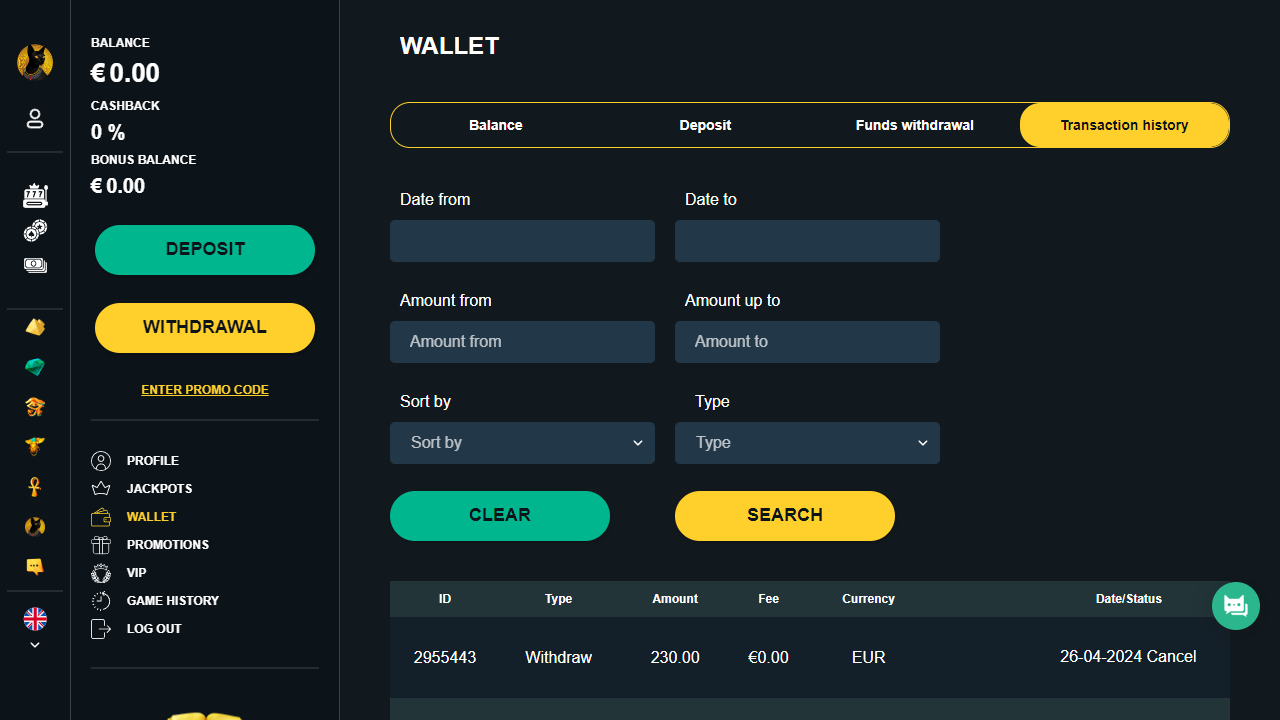 BALANCE
€ 0.00
CASHBACK
0 %
BONUS BALANCE
€ 0.00
DEPOSIT
WITHDRAWAL
ENTER PROMO CODE
PROFILE
JACKPOTS
WALLET
PROMOTIONS
VIP
GAME HISTORY
LOG OUT
WALLET
Balance Deposit Funds withdrawal Transaction history
Date from Date to
Amount from Amount up to
Amount from Amount to
Sort by Type
Sort by Type
CLEAR SEARCH
ID Type Amount Fee Currency Date/Status
2955443 Withdraw 230.00 €0.00 EUR 26-04-2024 Cancel